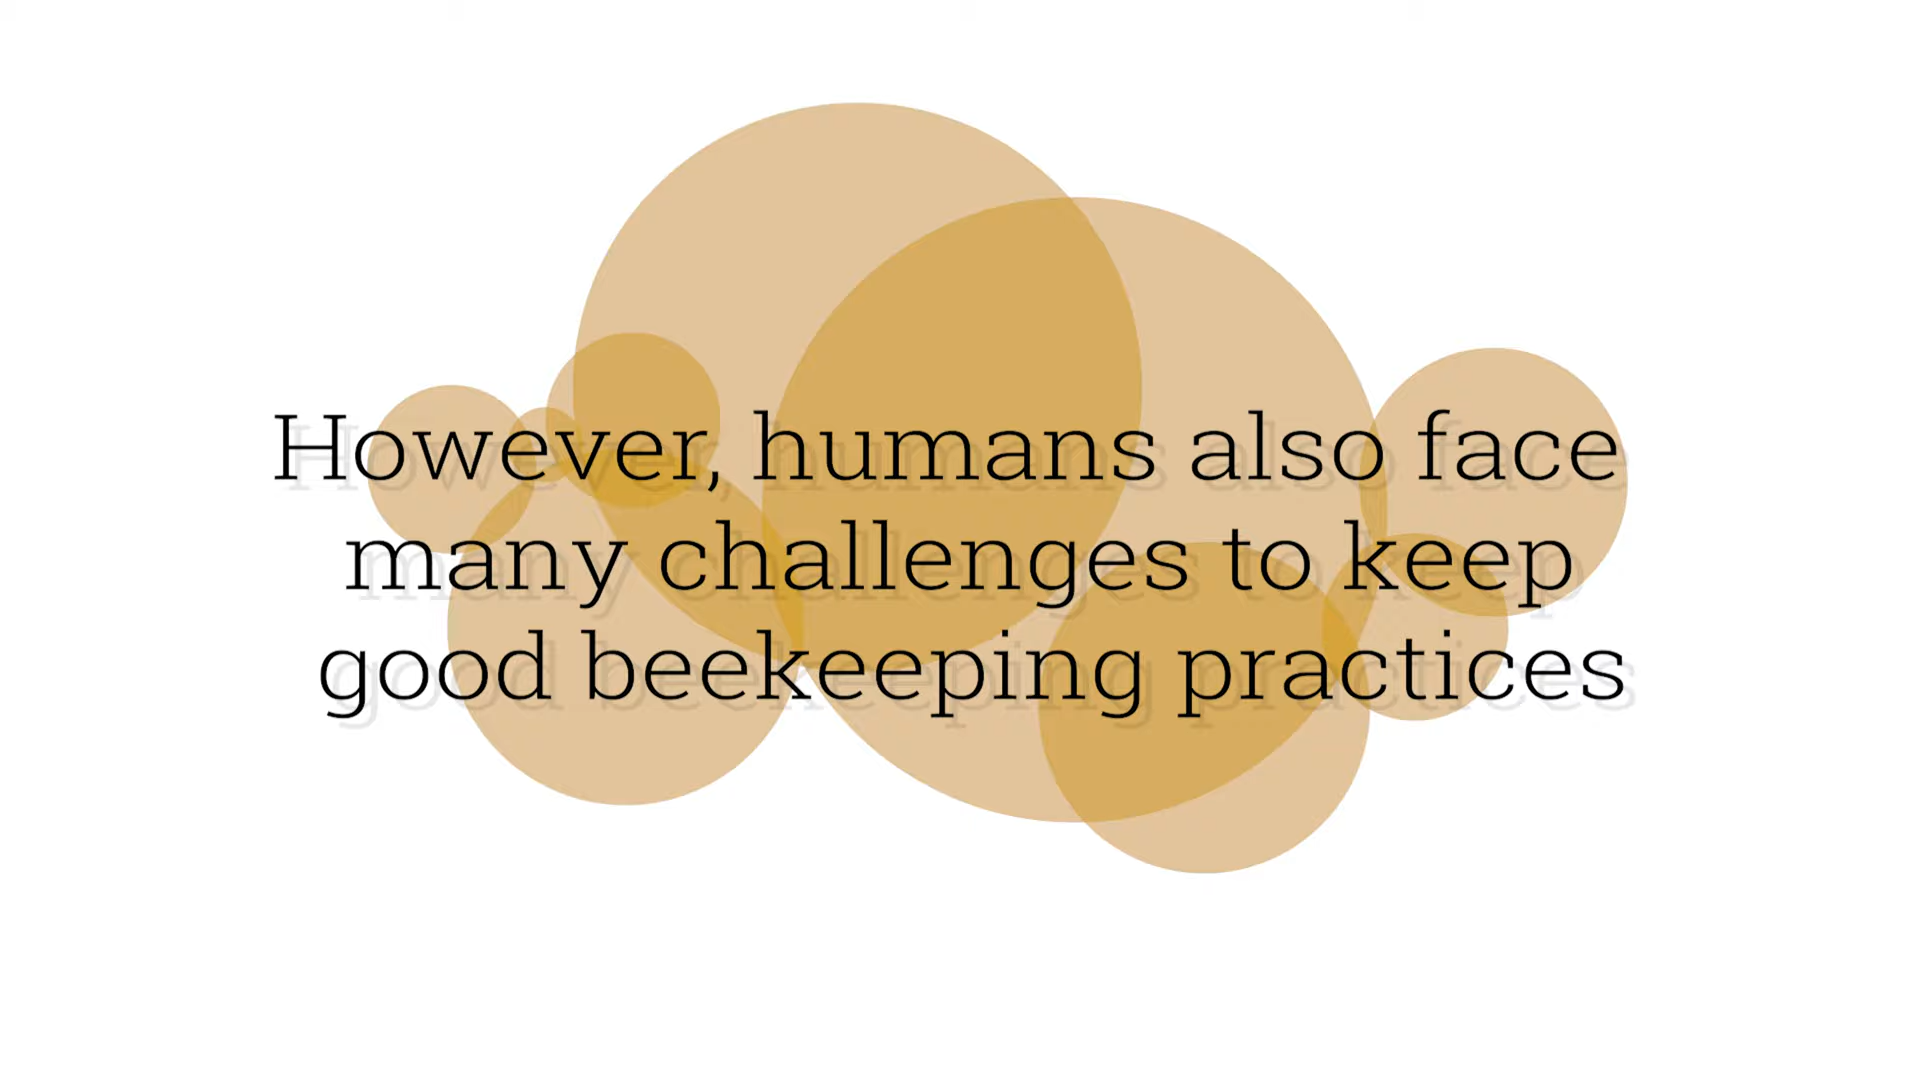 However, humans also face
many challenges to keep
good beekeeping practices